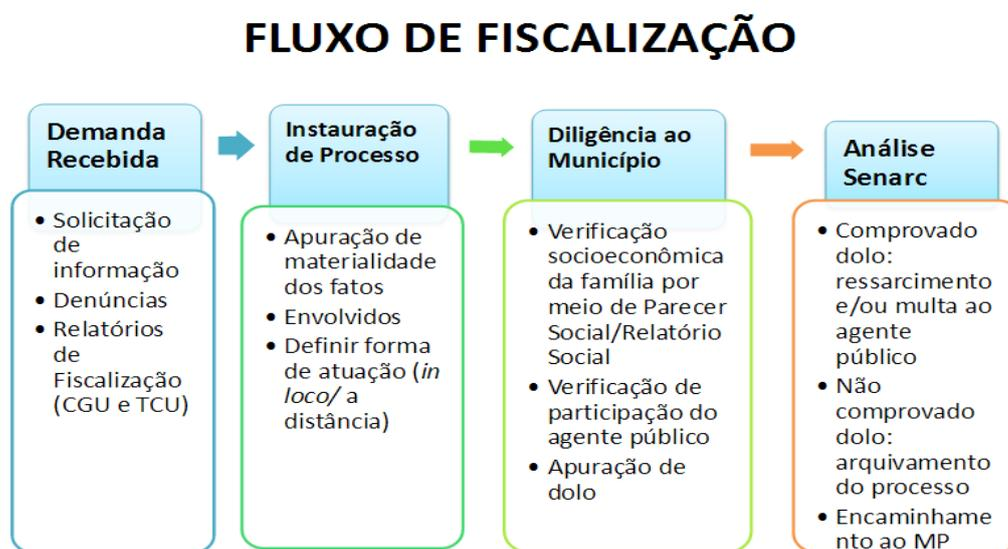 FLUXO DE FISCALIZAÇÃO
Demanda
Recebida
• Solicitação
de
informação
• Denúncias
• Relatórios
de
Fiscalização
(CGU e TCU)
Instauração
de Processo
• Apuração de
materialidade
dos fatos
• Envolvidos
• Definir forma
de atuação (in
loco/ a
distância)
Diligência ao
Município
• Verificação
socioeconômica
da família por
meio de Parecer
Social/Relatório
Social
• Verificação de
participação do
agente público
• Apuração de
dolo
Análise
Senarc
• Comprovado
dolo:
ressarcimento
e/ou multa ao
agente
público
• Não
comprovado
dolo:
arquivamento
do processo
• Encaminhame
nto ao MP